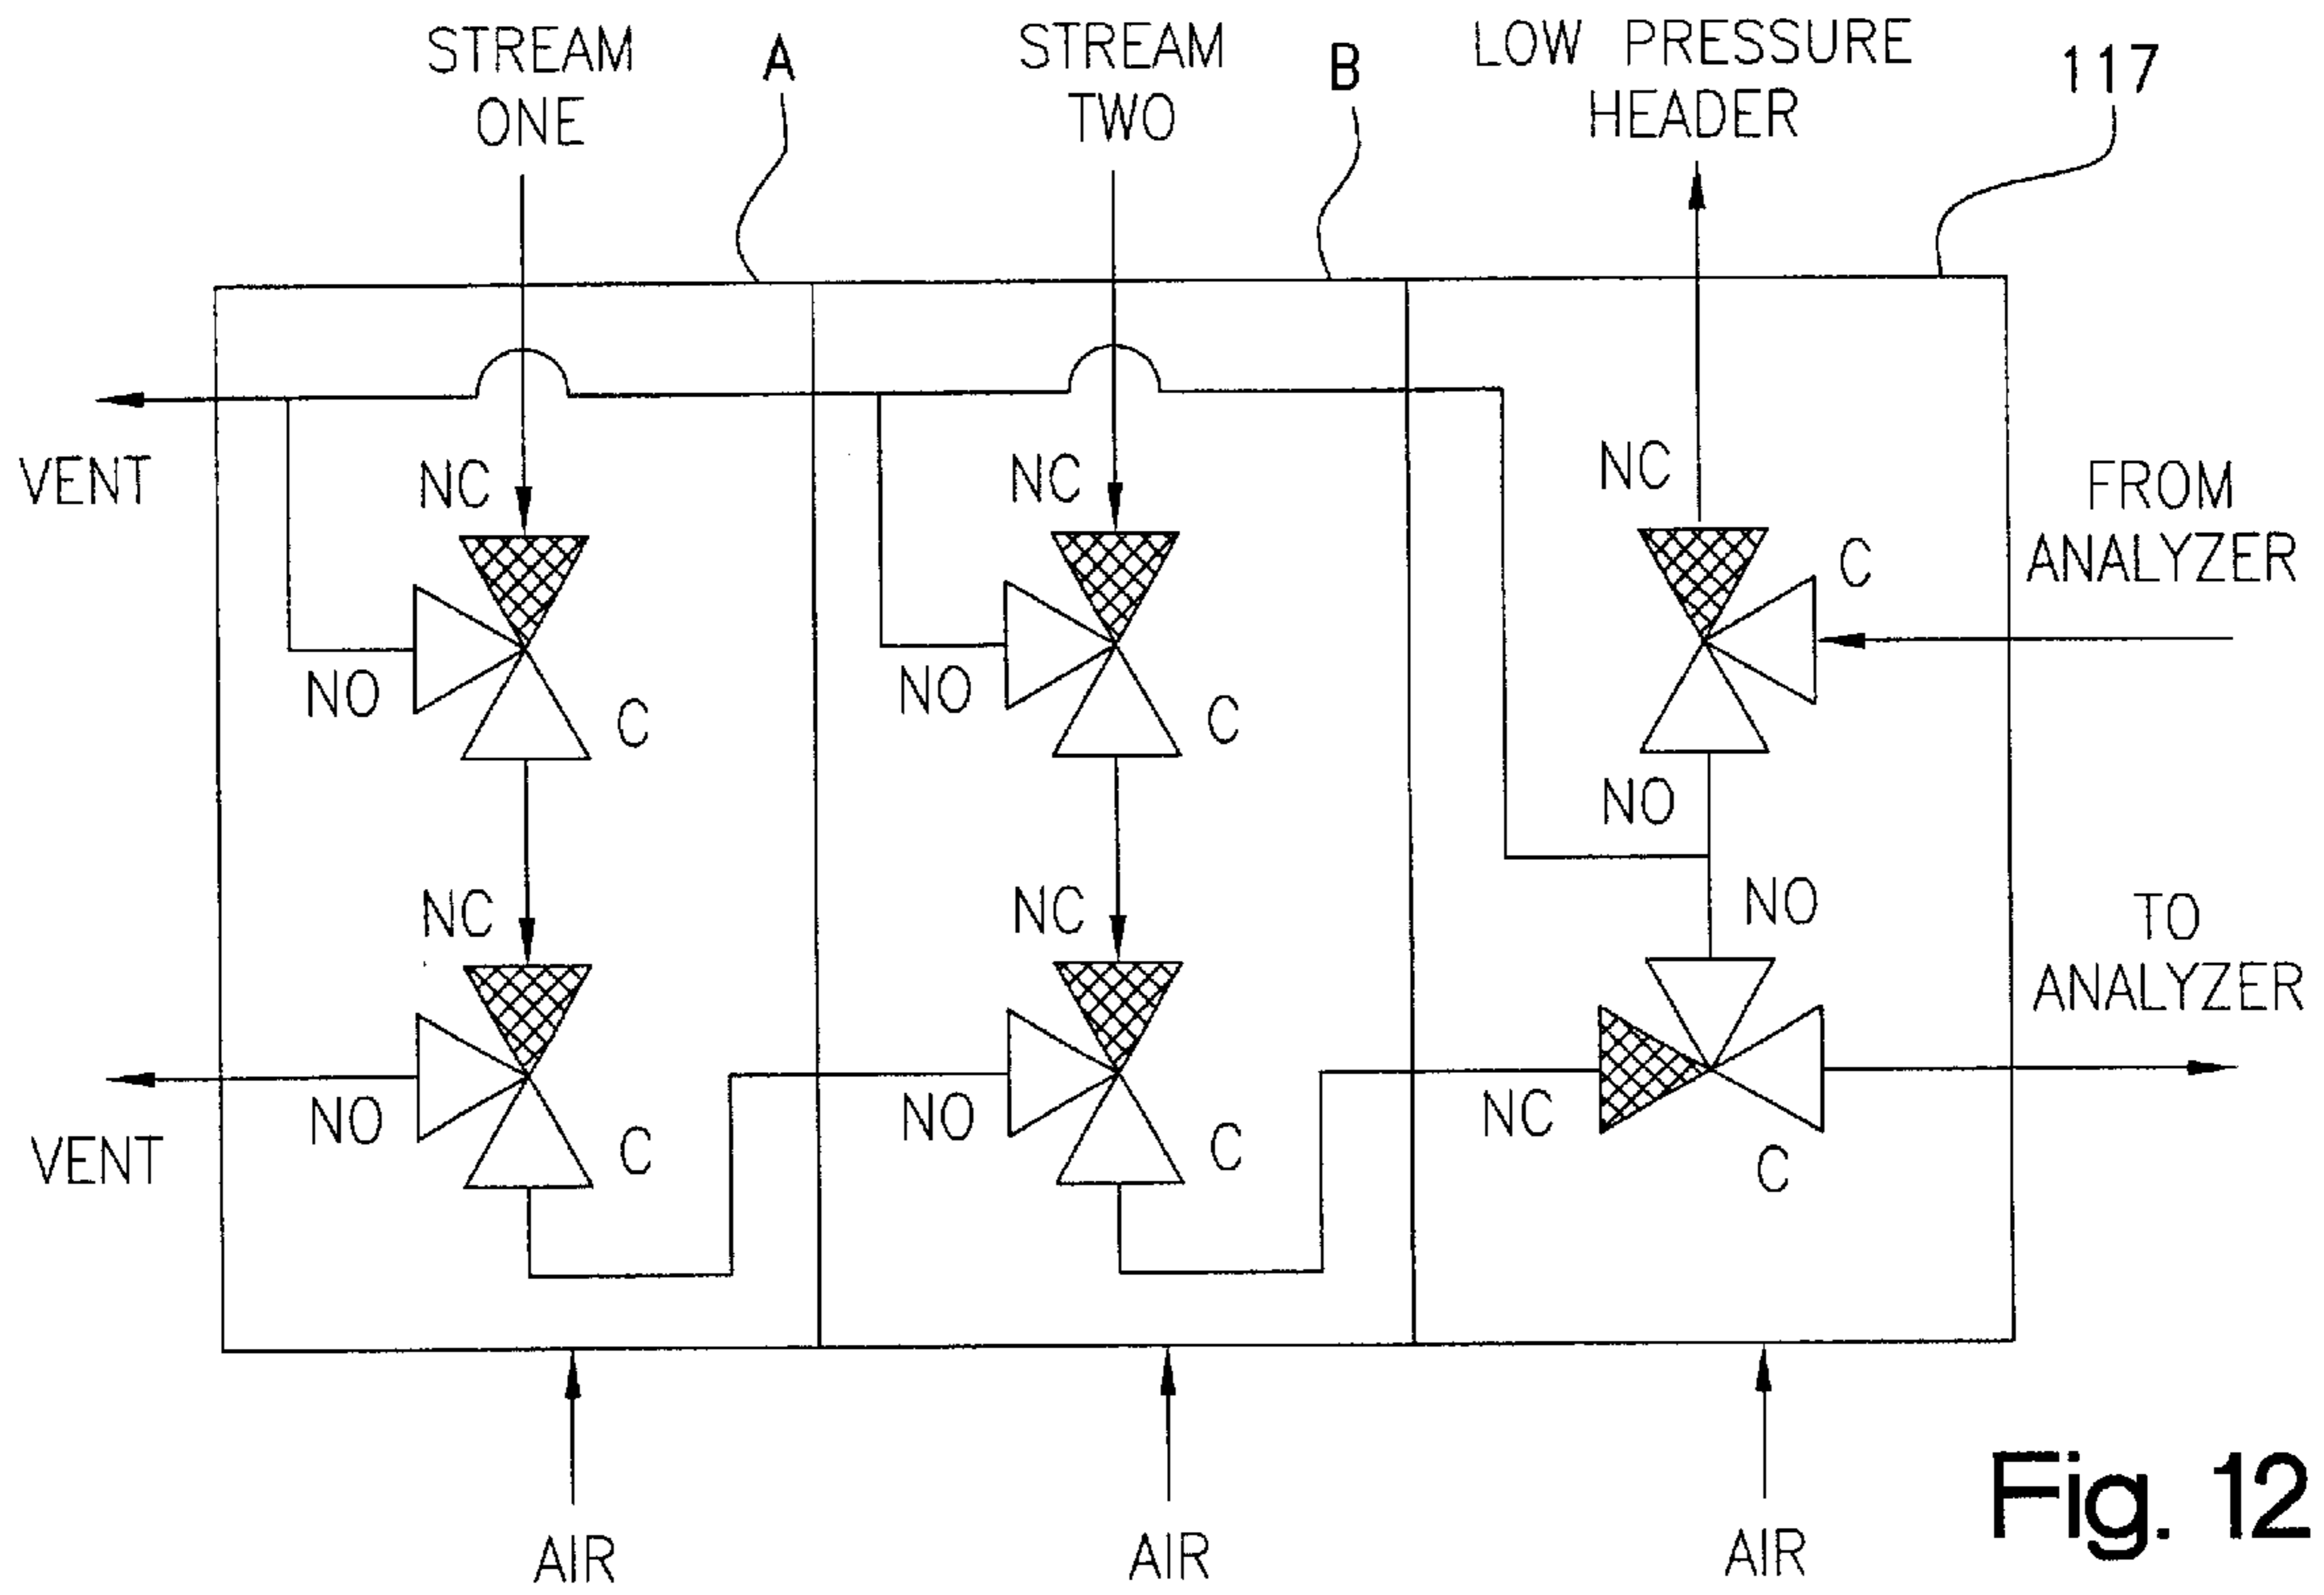 STREAM
ONE
A
STREAM
TWO
B
LOW PRESSURE
HEADER
117
VENT
NC
NC
NC
FROM
ANALYZER
C
NO
C
NO
C
NO
NC
NC
NO
TO
ANALYZER
VENT
NO
C
NO
C
NC
C
AIR
AIR
AIR
Fig. 12